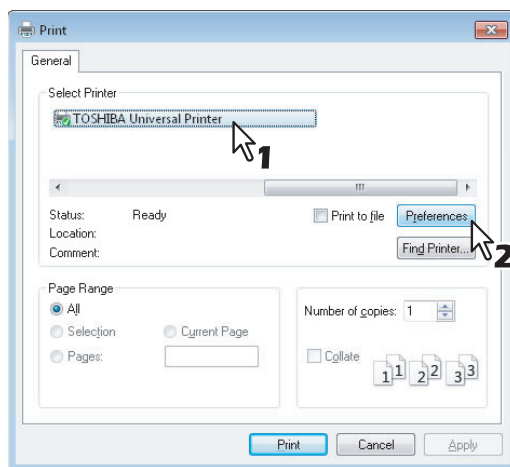 Print
General
Select Printer
TOSHIBA Universal Printer
1
Status: Ready
Print to file
Preferences
2
Location:
Comment:
Find Printer...
Page Range
All
Selection
Current Page
Pages:
Number of copies: 1
Collate
1 1 2 2 3 3
Print Cancel Apply